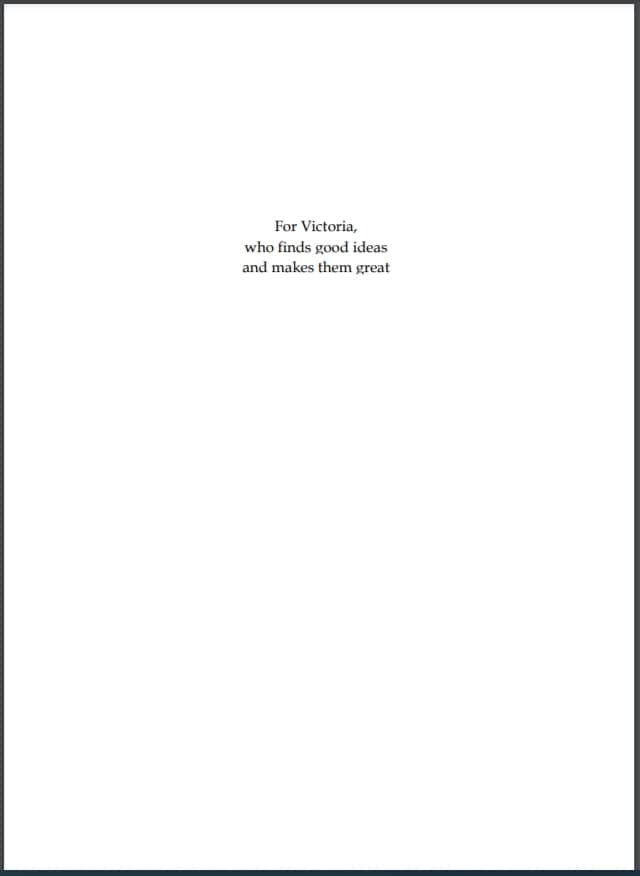 For Victoria,
who finds good ideas
and makes them great